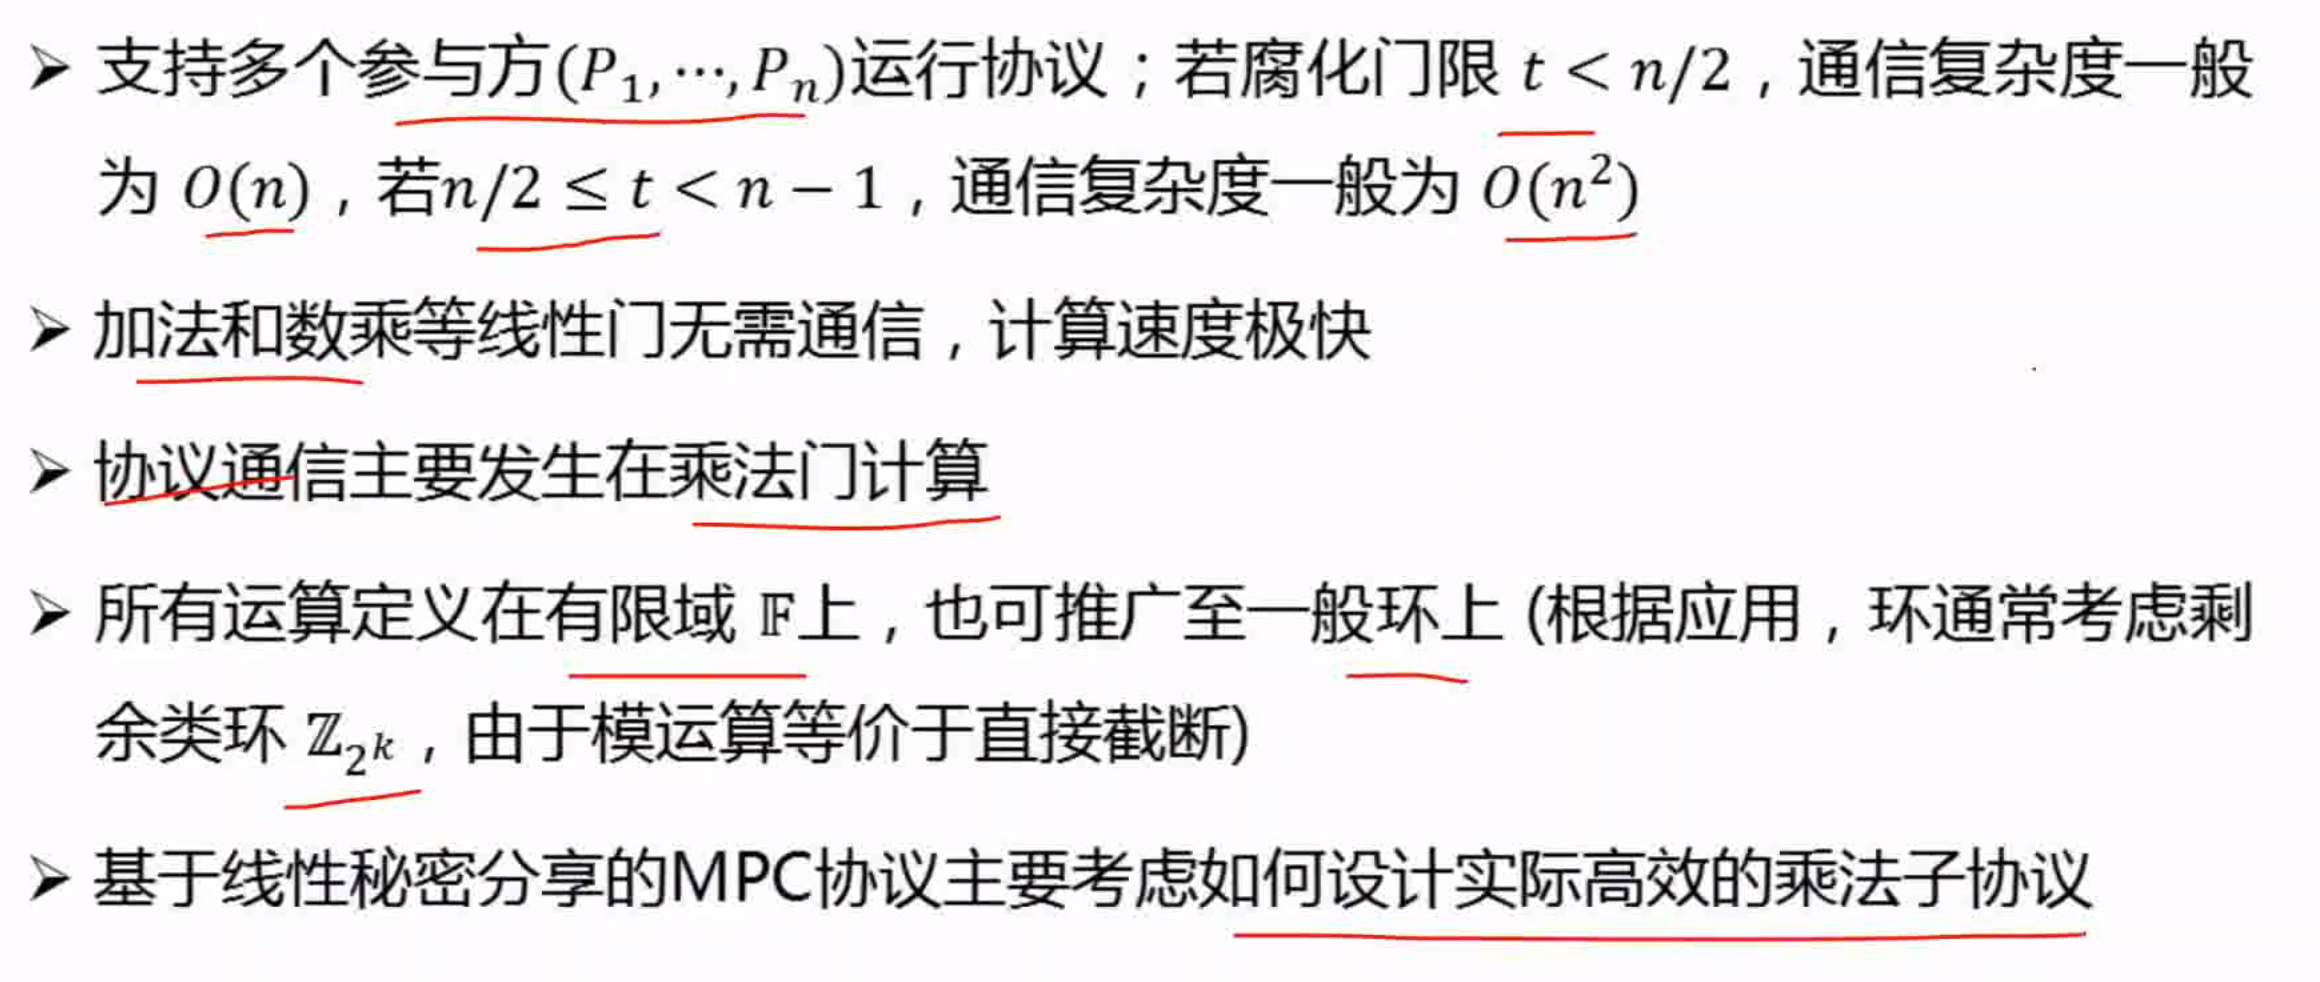 ➢ 支持多个参与方(P₁,⋯,Pₙ)运行协议；若腐化门限 t < n/2，通信复杂度一般
为 O(n)，若n/2 ≤ t < n − 1，通信复杂度一般为 O(n²)
➢ 加法和数乘等线性门无需通信，计算速度极快
➢ 协议通信主要发生在乘法门计算
➢ 所有运算定义在有限域 𝔽上，也可推广至一般环上 (根据应用，环通常考虑剩
余类环 ℤ_{2^k}，由于模运算等价于直接截断)
➢ 基于线性秘密分享的MPC协议主要考虑如何设计实际高效的乘法子协议